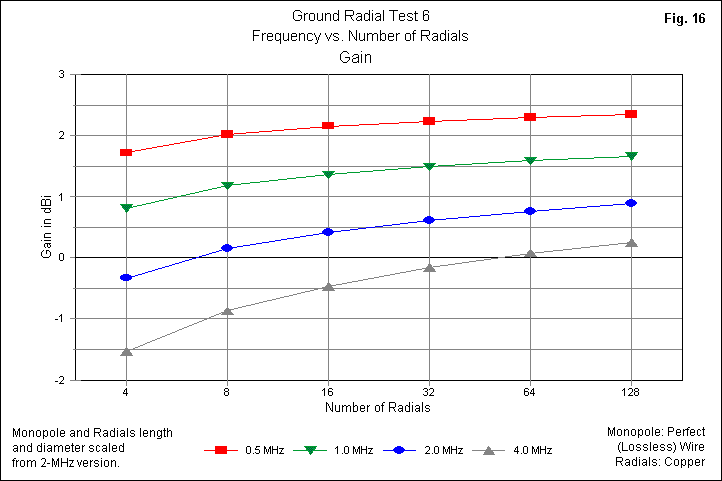 Ground Radial Test 6
Fig. 16
Frequency vs. Number of Radials
Gain
3
2
1
0
-1
-2
Gain in dBi
4 8 16 32 64 128
Number of Radials
Monopole and Radials length
and diameter scaled
from 2-MHz version.
0.5 MHz 1.0 MHz 2.0 MHz 4.0 MHz
Monopole: Perfect
(Lossless) Wire
Radials: Copper